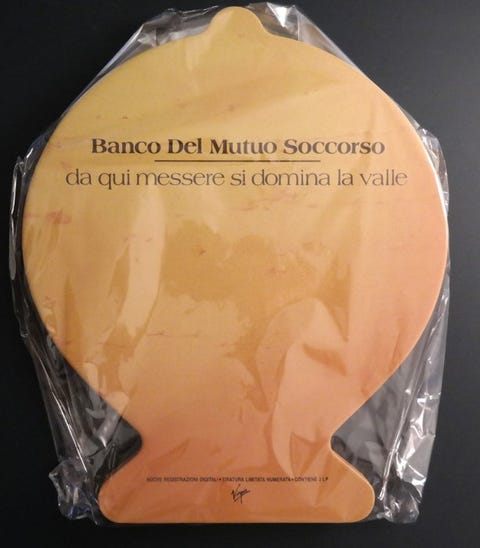 Banco Del Mutuo Soccorso
da qui messere si domina la valle
NUOVE REGISTRAZIONI DIGITALI • TIRATURA LIMITATA NUMERATA • CONTIENE 2 LP
Virgin